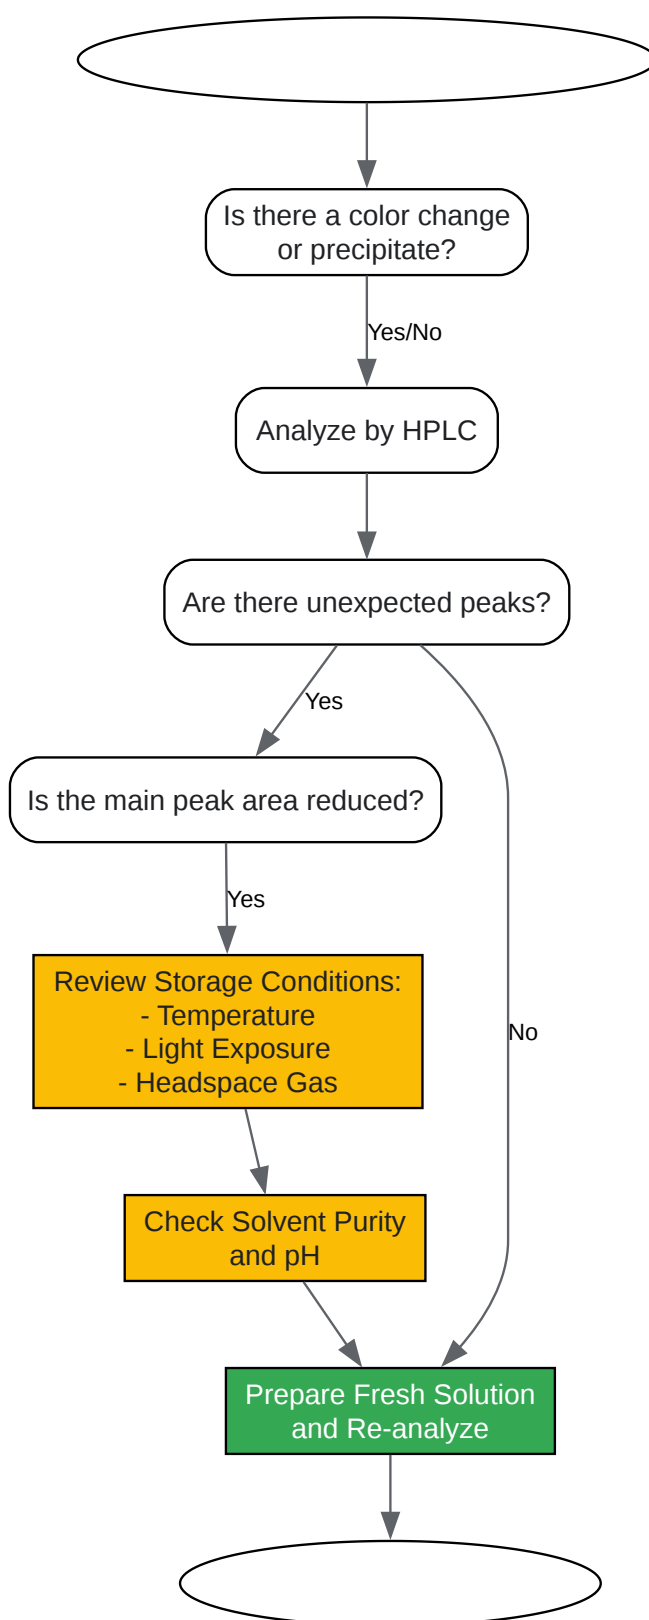 Is there a color change
or precipitate?
Yes/No
Analyze by HPLC
Are there unexpected peaks?
Yes
Is the main peak area reduced?
Yes
Review Storage Conditions:
- Temperature
- Light Exposure
- Headspace Gas
No
Check Solvent Purity
and pH
Prepare Fresh Solution
and Re-analyze